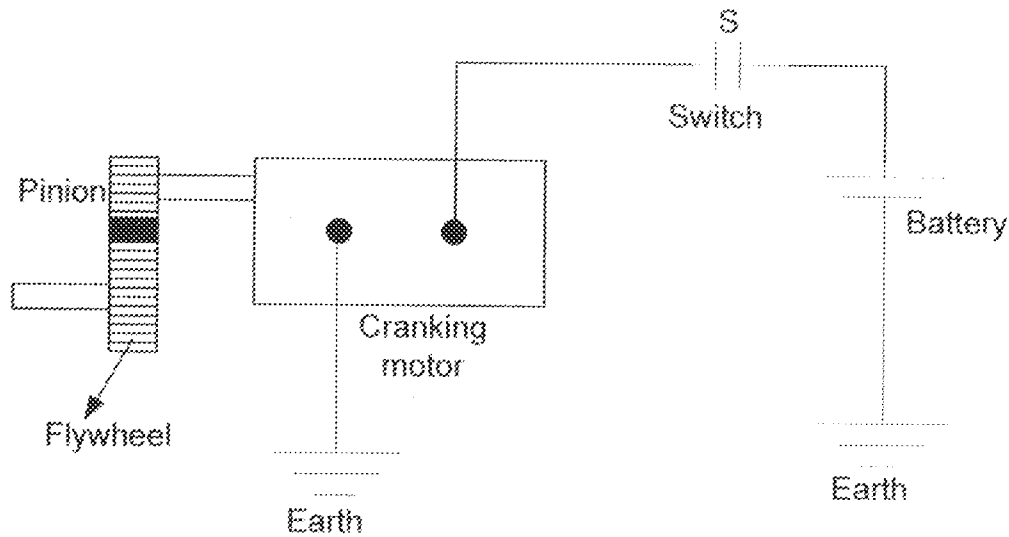 S
Switch
Pinion
Battery
Cranking
motor
Flywheel
Earth
Earth